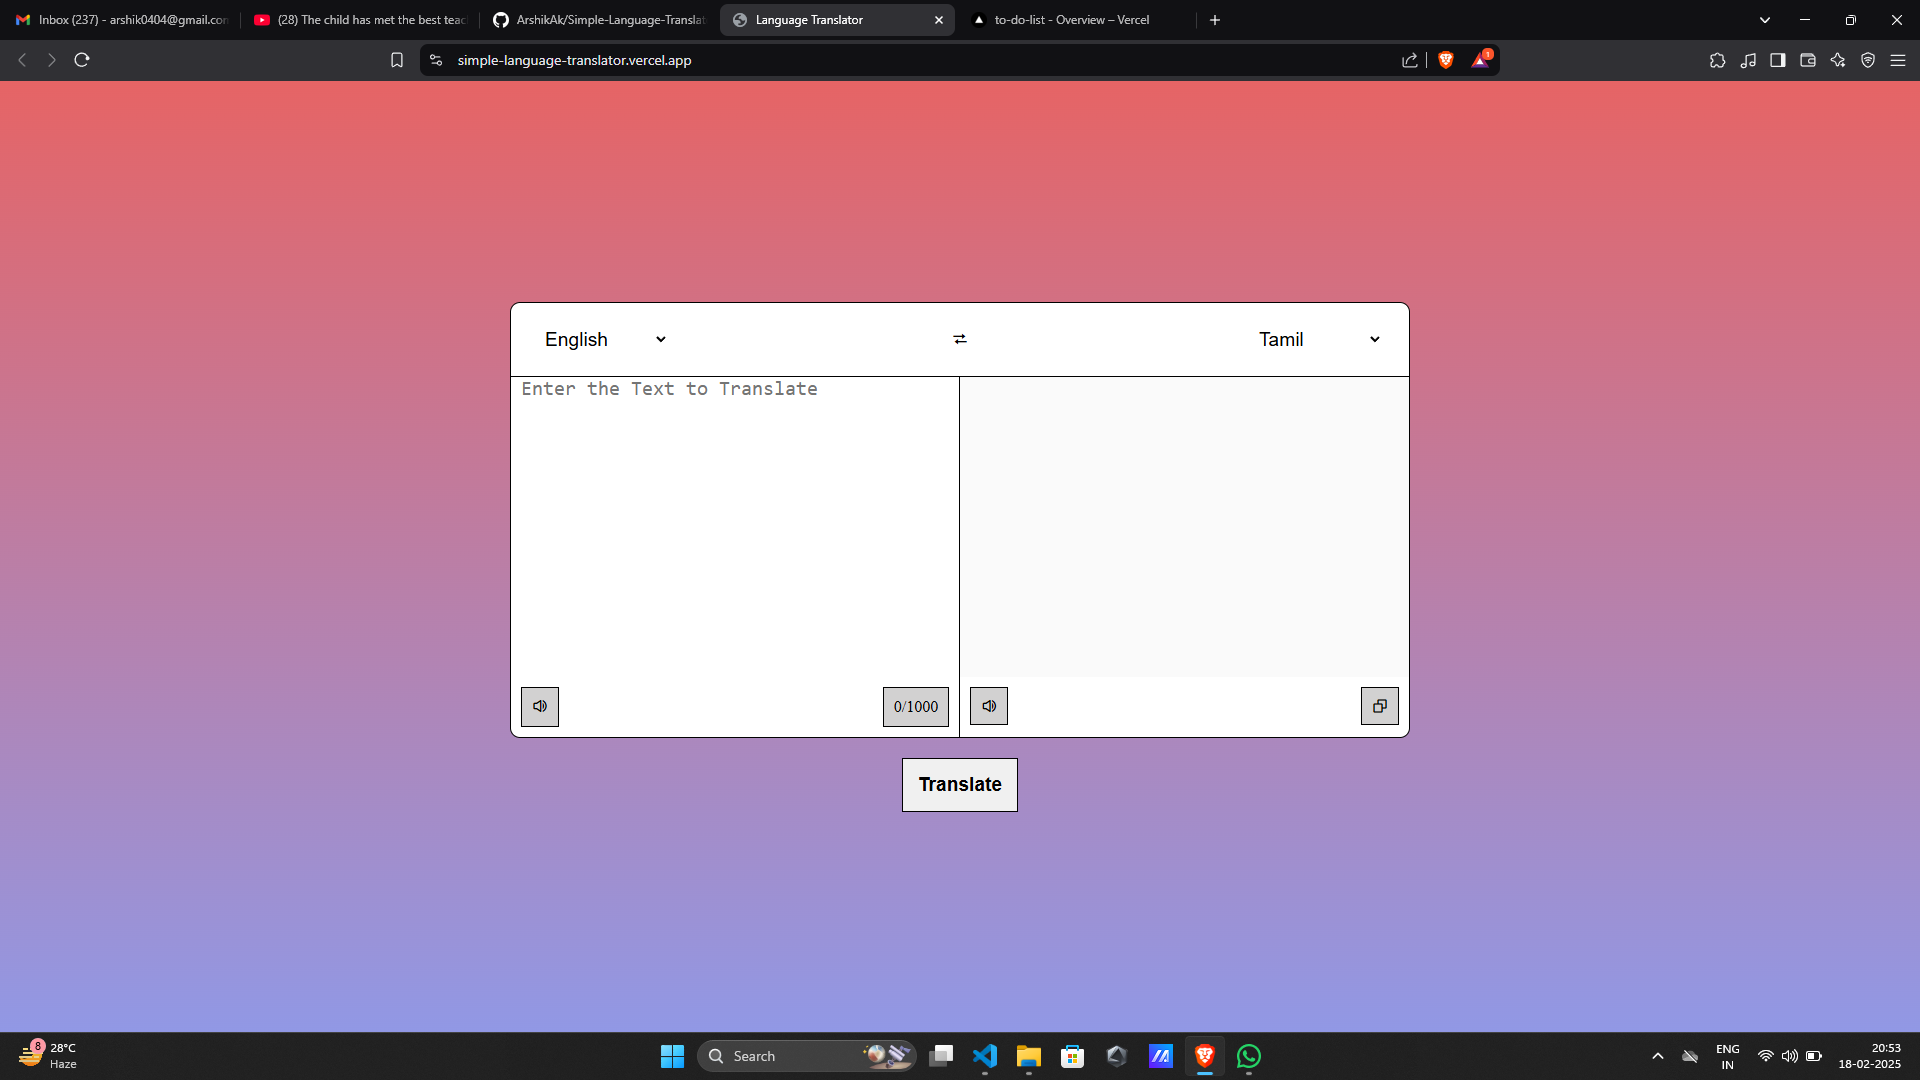 Inbox (237) - arshik0404@gmail.con
(28) The child has met the best teac
ArshikAk/Simple-Language-Translat
Language Translator
to-do-list - Overview – Vercel
simple-language-translator.vercel.app
1
English
Tamil
Enter the Text to Translate
0/1000
Translate
8
28°C
Haze
Search
ENG
IN
20:53
18-02-2025